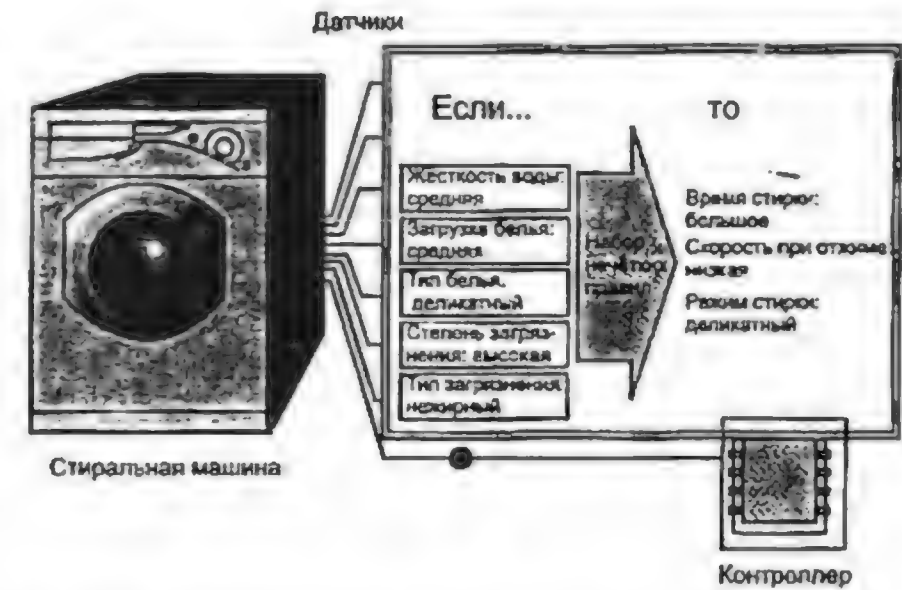 Датчики
Если...
то
Жесткость воды:
средняя
Загрузка белья:
средняя
Тип белья:
деликатный
Степень загряз-
нения: высокая
Тип загрязнения:
нежирный
Набор
правил
Время стирки:
большое
Скорость при отжиме:
низкая
Режим стирки:
деликатный
Стиральная машина
Контроллер